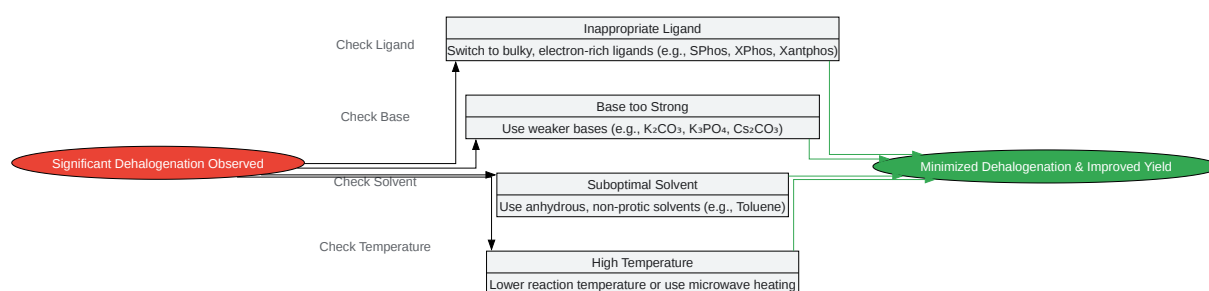 Inappropriate Ligand
Check Ligand
Switch to bulky, electron-rich ligands (e.g., SPhos, XPhos, Xantphos)
Base too Strong
Check Base
Use weaker bases (e.g., K₂CO₃, K₃PO₄, Cs₂CO₃)
Significant Dehalogenation Observed
Minimized Dehalogenation & Improved Yield
Check Solvent
Suboptimal Solvent
Use anhydrous, non-protic solvents (e.g., Toluene)
Check Temperature
High Temperature
Lower reaction temperature or use microwave heating